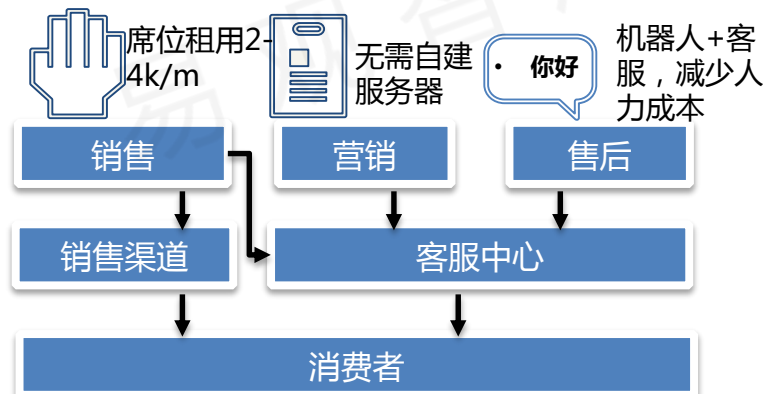 席位租用2-
4k/m
无需自建
服务器
• 你好
机器人+客
服，减少人
力成本
销售
营销
售后
销售渠道
客服中心
消费者